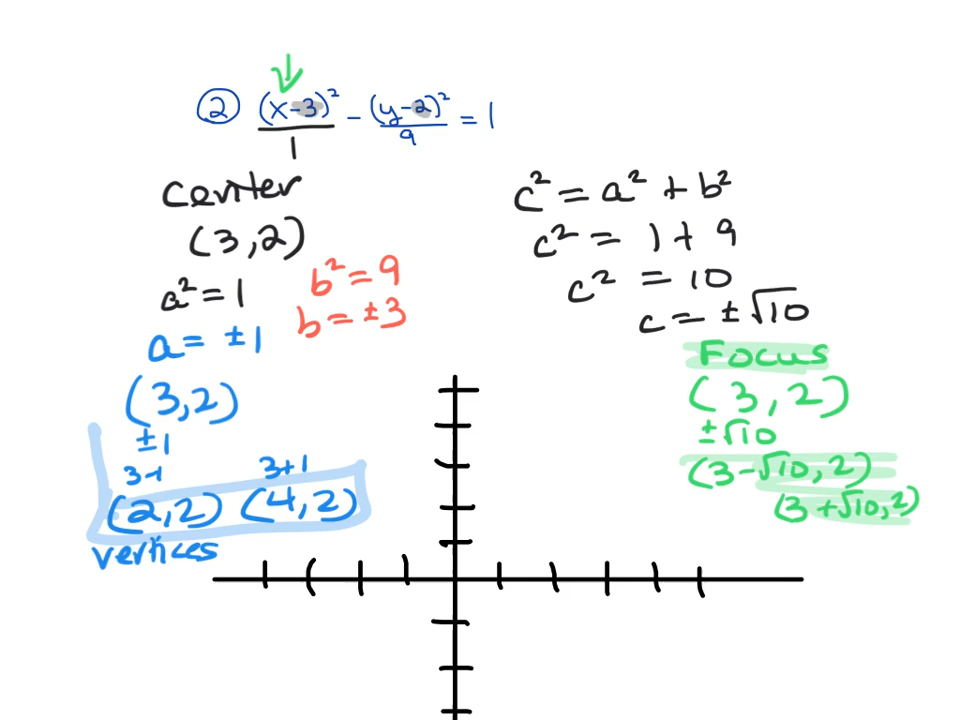 ② (x-3)²/1 - (y-2)²/9 = 1
center
(3,2)
a² = 1
a = ±1
b² = 9
b = ±3
(3,2)
±1
3-1 3+1
(2,2) (4,2)
vertices
c² = a² + b²
c² = 1 + 9
c² = 10
c = ±√10
Focus
(3,2)
±√10
(3-√10,2)
(3+√10,2)